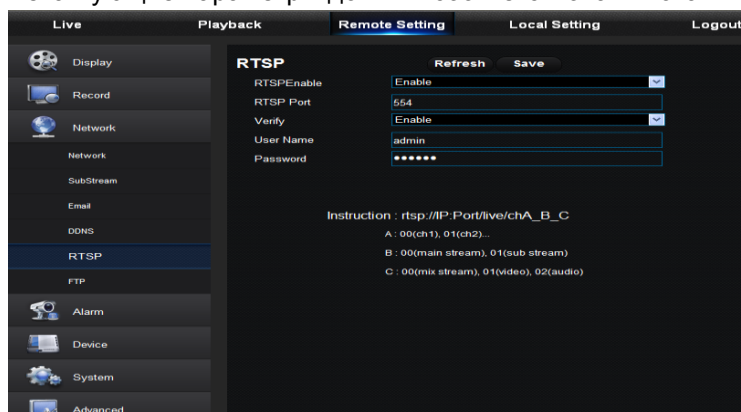 Live Playback Remote Setting Local Setting Logout
Display
Record
Network
Network
SubStream
Email
DDNS
RTSP
FTP
Alarm
Device
System
Advanced
RTSP Refresh Save
RTSPEnable Enable
RTSP Port 554
Verify Enable
User Name admin
Password ••••••
Instruction : rtsp://IP:Port/live/chA_B_C
A : 00(ch1), 01(ch2)...
B : 00(main stream), 01(sub stream)
C : 00(mix stream), 01(video), 02(audio)